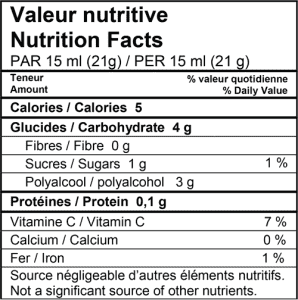 Valeur nutritive
Nutrition Facts
PAR 15 ml (21g) / PER 15 ml (21 g)
Teneur % valeur quotidienne
Amount % Daily Value
Calories / Calories 5
Glucides / Carbohydrate 4 g
Fibres / Fibre 0 g
Sucres / Sugars 1 g 1 %
Polyalcool / polyalcohol 3 g
Protéines / Protein 0,1 g
Vitamine C / Vitamin C 7 %
Calcium / Calcium 0 %
Fer / Iron 1 %
Source négligeable d'autres éléments nutritifs.
Not a significant source of other nutrients.